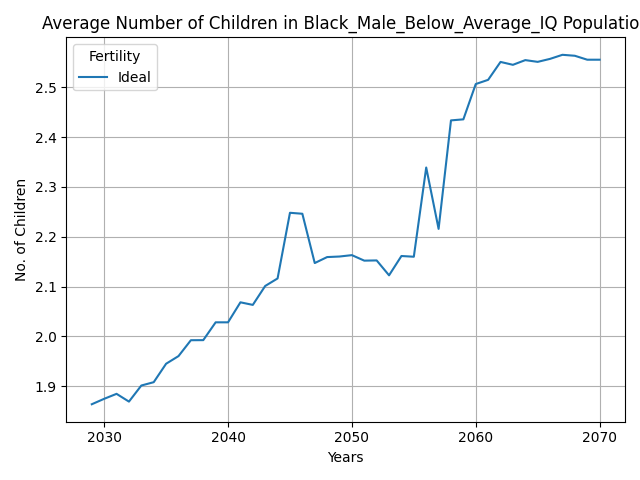 Average Number of Children in Black_Male_Below_Average_IQ Populatio
Fertility
Ideal
No. of Children
2.5
2.4
2.3
2.2
2.1
2.0
1.9
2030 2040 2050 2060 2070
Years